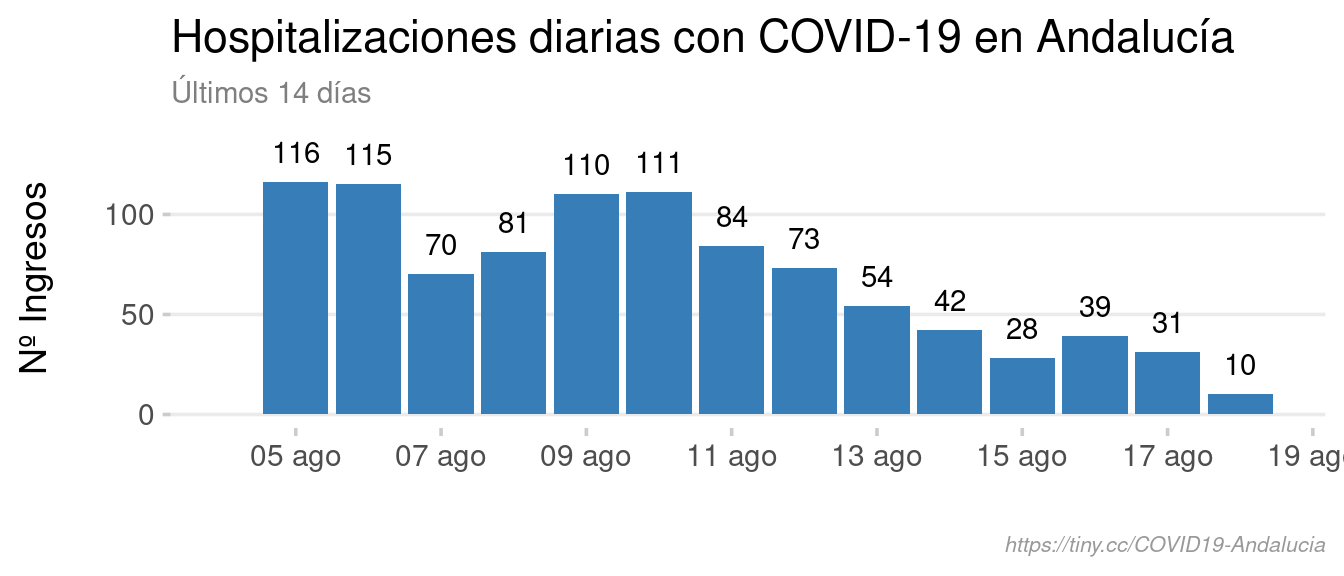 Hospitalizaciones diarias con COVID-19 en Andalucía
Últimos 14 días
Nº Ingresos
100
50
0
116
115
70
81
110
111
84
73
54
42
28
39
31
10
05 ago
07 ago
09 ago
11 ago
13 ago
15 ago
17 ago
19 ag
https://tiny.cc/COVID19-Andalucia